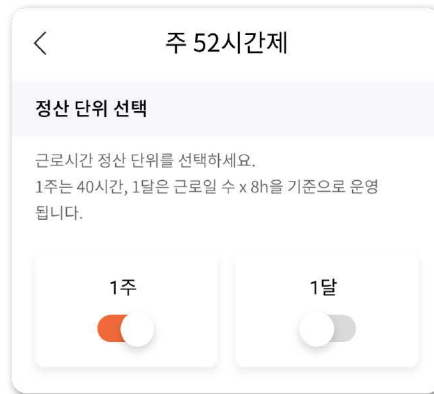 주 52시간제
정산 단위 선택
근로시간 정산 단위를 선택하세요.
1주는 40시간, 1달은 근로일 수 x 8h을 기준으로 운영
됩니다.
1주
1달